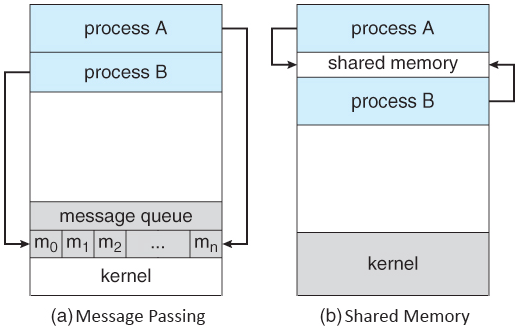 process A
process B
message queue
m0 m1 m2 ... mn
kernel
(a) Message Passing
process A
shared memory
process B
kernel
(b) Shared Memory